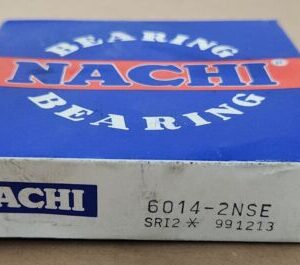 BEARING
NACHI
BEARING
NACHI
6014-2NSE
SRI2* 991213